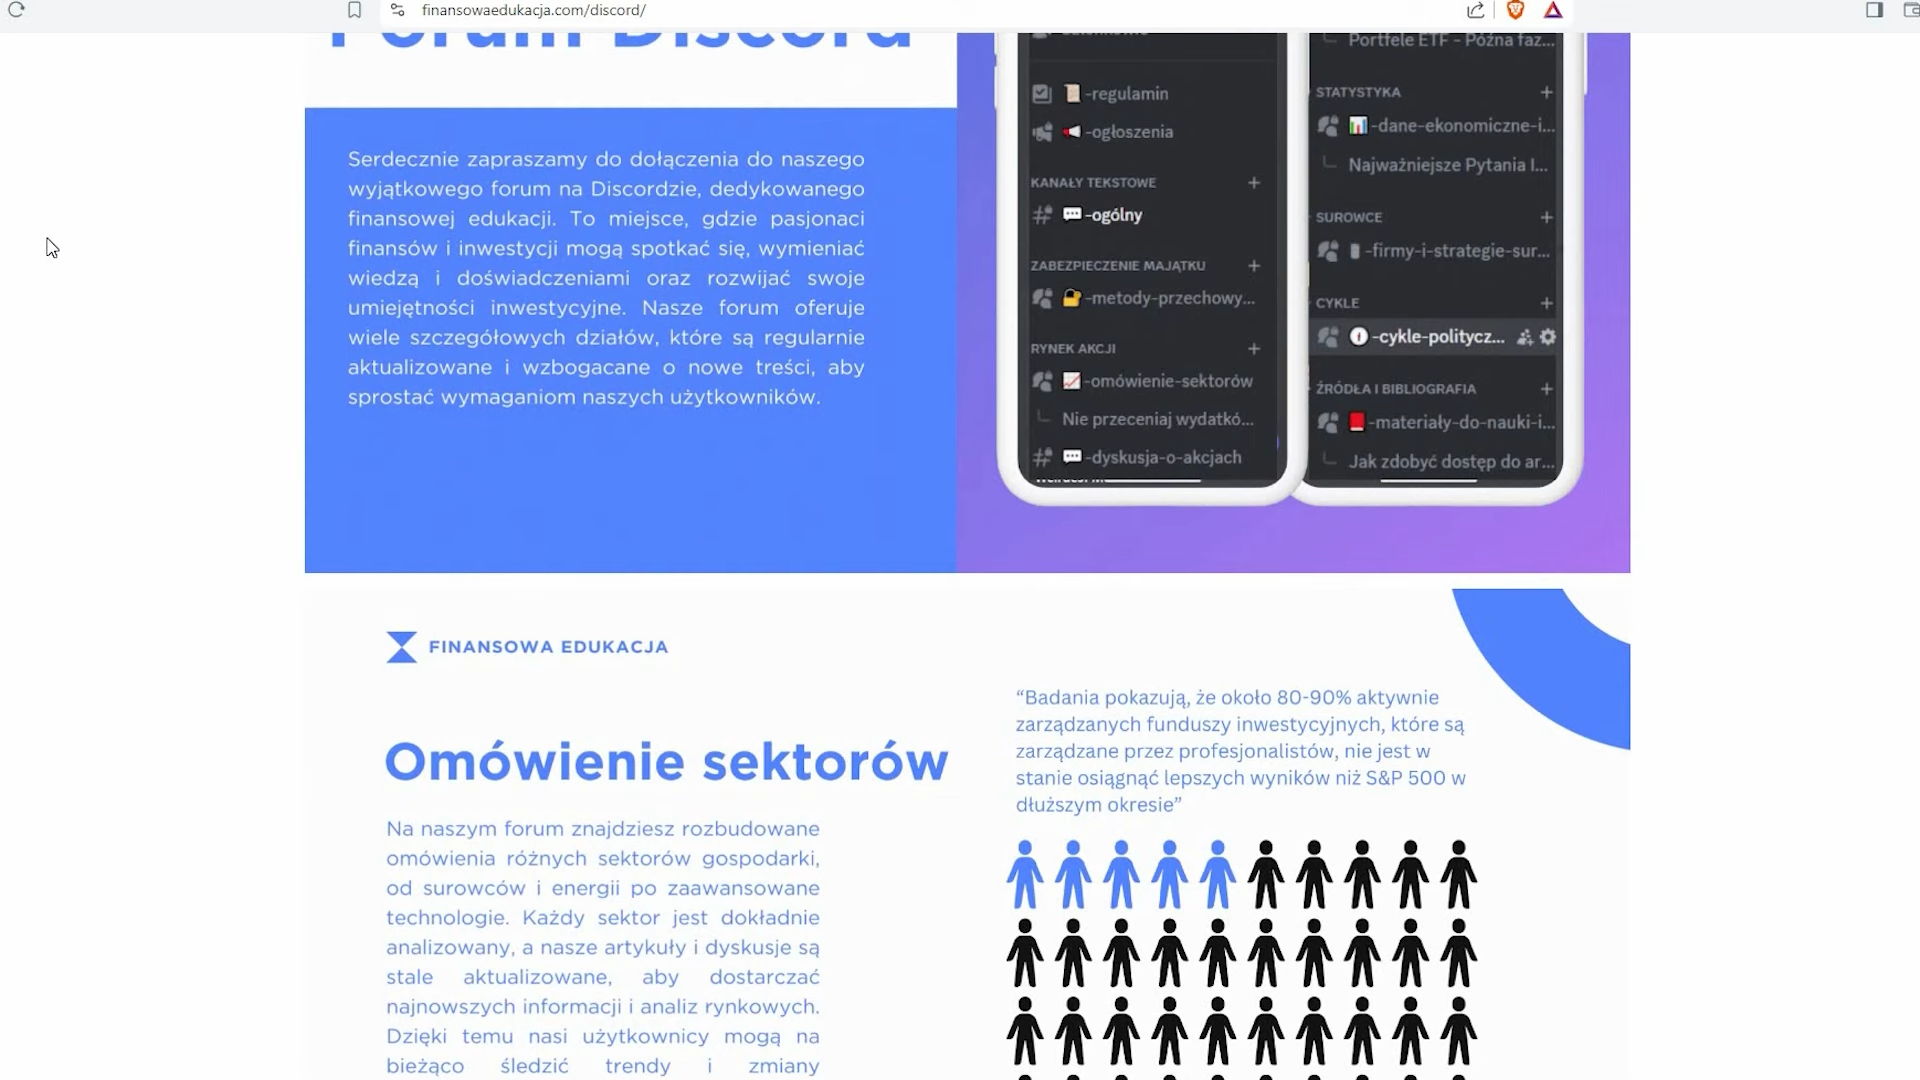 finansowaedukacja.com/discord/
Forum Discord
Serdecznie zapraszamy do dołączenia do naszego
wyjątkowego forum na Discordzie, dedykowanego
finansowej edukacji. To miejsce, gdzie pasjonaci
finansów i inwestycji mogą spotkać się, wymieniać
wiedzą i doświadczeniami oraz rozwijać swoje
umiejętności inwestycyjne. Nasze forum oferuje
wiele szczegółowych działów, które są regularnie
aktualizowane i wzbogacane o nowe treści, aby
sprostać wymaganiom naszych użytkowników.
-regulamin
-ogłoszenia
KANAŁY TEKSTOWE
-ogólny
ZABEZPIECZENIE MAJĄTKU
-metody-przechowy...
RYNEK AKCJI
-omówienie-sektorów
Nie przeceniaj wydatkó...
-dyskusja-o-akcjach
Portfele ETF - Późna faz...
STATYSTYKA
-dane-ekonomiczne-i...
Najważniejsze Pytania I...
SUROWCE
-firmy-i-strategie-sur...
CYKLE
-cykle-politycz...
ŹRÓDŁA I BIBLIOGRAFIA
-materiały-do-nauki-i...
Jak zdobyć dostęp do ar...
FINANSOWA EDUKACJA
Omówienie sektorów
Na naszym forum znajdziesz rozbudowane
omówienia różnych sektorów gospodarki,
od surowców i energii po zaawansowane
technologie. Każdy sektor jest dokładnie
analizowany, a nasze artykuły i dyskusje są
stale aktualizowane, aby dostarczać
najnowszych informacji i analiz rynkowych.
Dzięki temu nasi użytkownicy mogą na
bieżąco śledzić trendy i zmiany
“Badania pokazują, że około 80-90% aktywnie
zarządzanych funduszy inwestycyjnych, które są
zarządzane przez profesjonalistów, nie jest w
stanie osiągnąć lepszych wyników niż S&P 500 w
dłuższym okresie”